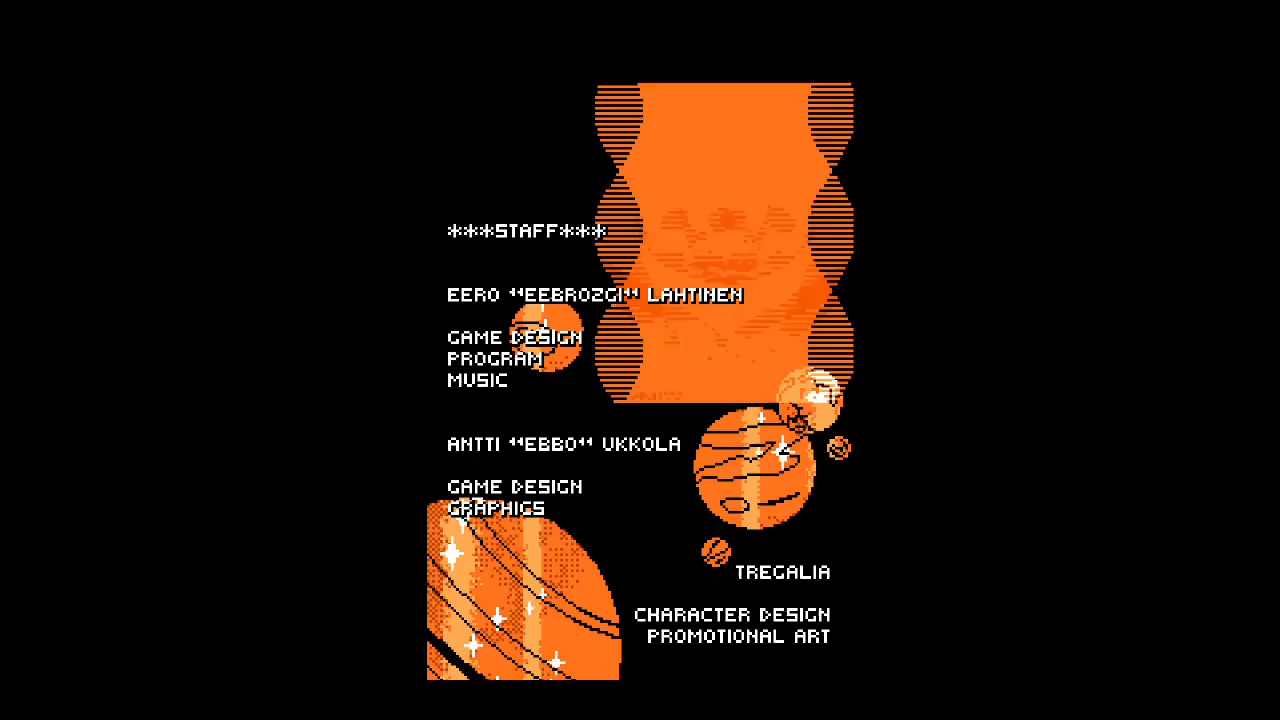 ***STAFF***
EERO "EEBROZGI" LAHTINEN
GAME DESIGN
PROGRAM
MUSIC
ANTTI "EBBO" UKKOLA
GAME DESIGN
GRAPHICS
TREGALIA
CHARACTER DESIGN
PROMOTIONAL ART